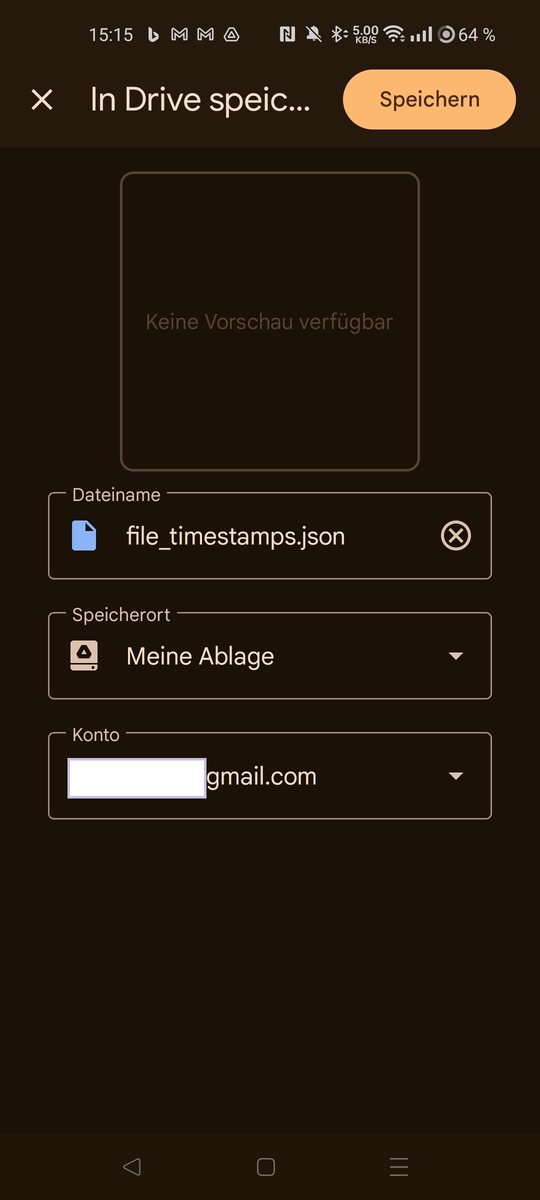 15:15 5.00 KB/S 64 %
In Drive speic... Speichern
Keine Vorschau verfügbar
Dateiname
file_timestamps.json
Speicherort
Meine Ablage
Konto
gmail.com